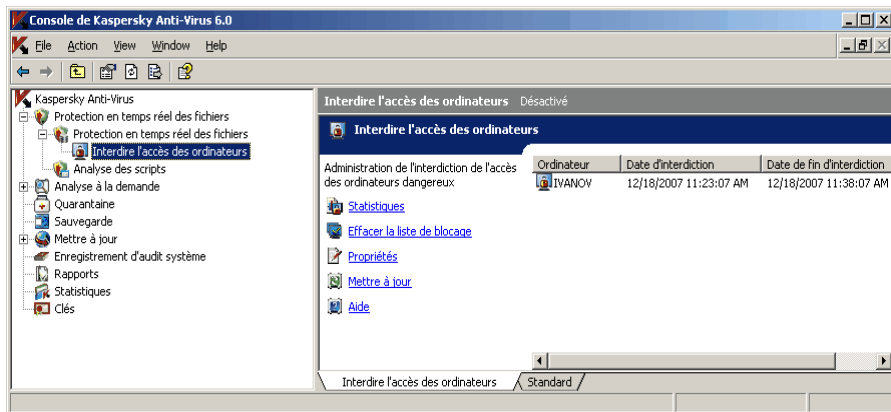 Console de Kaspersky Anti-Virus 6.0
File Action View Window Help
Kaspersky Anti-Virus
Protection en temps réel des fichiers
Protection en temps réel des fichiers
Interdire l'accès des ordinateurs
Analyse des scripts
Analyse à la demande
Quarantaine
Sauvegarde
Mettre à jour
Enregistrement d'audit système
Rapports
Statistiques
Clés
Interdire l'accès des ordinateurs Désactivé
Interdire l'accès des ordinateurs
Administration de l'interdiction de l'accès
des ordinateurs dangereux
Statistiques
Effacer la liste de blocage
Propriétés
Mettre à jour
Aide
Ordinateur Date d'interdiction Date de fin d'interdiction
IVANOV 12/18/2007 11:23:07 AM 12/18/2007 11:38:07 AM
Interdire l'accès des ordinateurs Standard